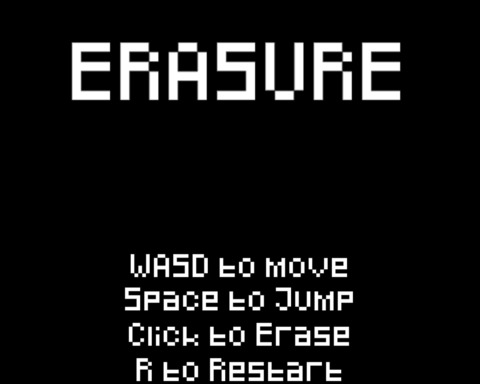 ERASURE
WASD to move
Space to Jump
Click to Erase
R to Restart